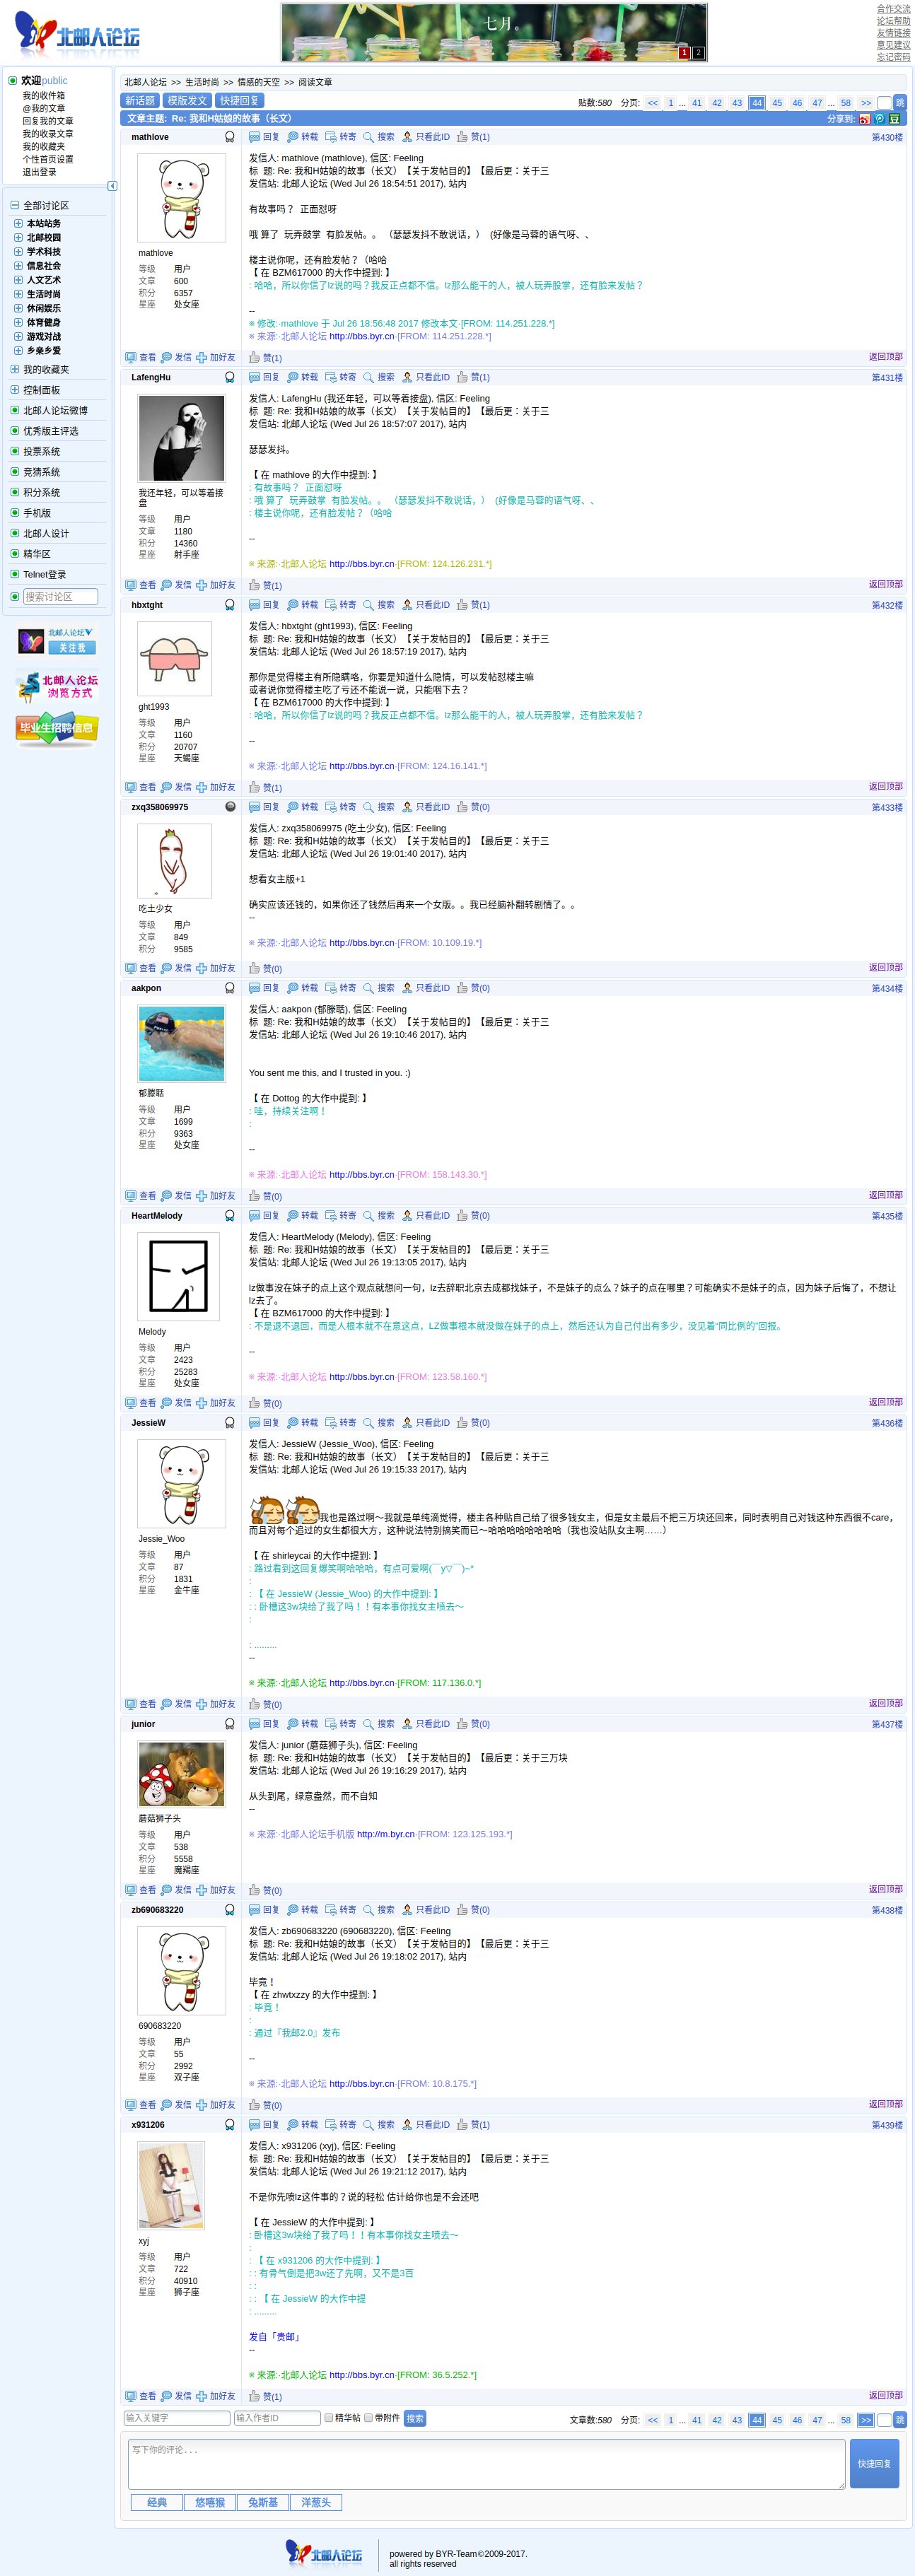 北邮人论坛
七月。
1 2
合作交流
论坛帮助
友情链接
意见建议
忘记密码
欢迎public
我的收件箱
@我的文章
回复我的文章
我的收录文章
我的收藏夹
个性首页设置
退出登录
全部讨论区
本站站务
北邮校园
学术科技
信息社会
人文艺术
生活时尚
休闲娱乐
体育健身
游戏对战
乡亲乡爱
我的收藏夹
控制面板
北邮人论坛微博
优秀版主评选
投票系统
竞猜系统
积分系统
手机版
北邮人设计
精华区
Telnet登录
搜索讨论区
北邮人论坛
关注我
北邮人论坛
浏览方式
毕业生招聘信息
北邮人论坛 >> 生活时尚 >> 情感的天空 >> 阅读文章
新话题 模版发文 快捷回复
贴数:580 分页: << 1 ... 41 42 43 44 45 46 47 ... 58 >> 跳
文章主题: Re: 我和H姑娘的故事（长文） 分享到:
mathlove 回复 转载 转寄 搜索 只看此ID 赞(1) 第430楼
mathlove
等级 用户
文章 600
积分 6357
星座 处女座
发信人: mathlove (mathlove), 信区: Feeling
标 题: Re: 我和H姑娘的故事（长文）【关于发帖目的】【最后更：关于三
发信站: 北邮人论坛 (Wed Jul 26 18:54:51 2017), 站内
有故事吗？ 正面怼呀
哦 算了 玩弄鼓掌 有脸发帖。。（瑟瑟发抖不敢说话，）（好像是马蓉的语气呀、、
楼主说你呢，还有脸发帖？（哈哈
【 在 BZM617000 的大作中提到: 】
: 哈哈，所以你信了lz说的吗？我反正点都不信。lz那么能干的人，被人玩弄股掌，还有脸来发帖？
--
※ 修改:·mathlove 于 Jul 26 18:56:48 2017 修改本文·[FROM: 114.251.228.*]
※ 来源:·北邮人论坛 http://bbs.byr.cn·[FROM: 114.251.228.*]
查看 发信 加好友 赞(1) 返回顶部
LafengHu 回复 转载 转寄 搜索 只看此ID 赞(1) 第431楼
我还年轻，可以等着接盘
等级 用户
文章 1180
积分 14360
星座 射手座
发信人: LafengHu (我还年轻，可以等着接盘), 信区: Feeling
标 题: Re: 我和H姑娘的故事（长文）【关于发帖目的】【最后更：关于三
发信站: 北邮人论坛 (Wed Jul 26 18:57:07 2017), 站内
瑟瑟发抖。
【 在 mathlove 的大作中提到: 】
: 有故事吗？ 正面怼呀
: 哦 算了 玩弄鼓掌 有脸发帖。。（瑟瑟发抖不敢说话，）（好像是马蓉的语气呀、、
: 楼主说你呢，还有脸发帖？（哈哈
--
※ 来源:·北邮人论坛 http://bbs.byr.cn·[FROM: 124.126.231.*]
查看 发信 加好友 赞(1) 返回顶部
hbxtght 回复 转载 转寄 搜索 只看此ID 赞(1) 第432楼
ght1993
等级 用户
文章 1160
积分 20707
星座 天蝎座
发信人: hbxtght (ght1993), 信区: Feeling
标 题: Re: 我和H姑娘的故事（长文）【关于发帖目的】【最后更：关于三
发信站: 北邮人论坛 (Wed Jul 26 18:57:19 2017), 站内
那你是觉得楼主有所隐瞒咯，你要是知道什么隐情，可以发帖怼楼主嘛
或者说你觉得楼主吃了亏还不能说一说，只能咽下去？
【 在 BZM617000 的大作中提到: 】
: 哈哈，所以你信了lz说的吗？我反正点都不信。lz那么能干的人，被人玩弄股掌，还有脸来发帖？
--
※ 来源:·北邮人论坛 http://bbs.byr.cn·[FROM: 124.16.141.*]
查看 发信 加好友 赞(1) 返回顶部
zxq358069975 回复 转载 转寄 搜索 只看此ID 赞(0) 第433楼
吃土少女
等级 用户
文章 849
积分 9585
发信人: zxq358069975 (吃土少女), 信区: Feeling
标 题: Re: 我和H姑娘的故事（长文）【关于发帖目的】【最后更：关于三
发信站: 北邮人论坛 (Wed Jul 26 19:01:40 2017), 站内
想看女主版+1
确实应该还钱的，如果你还了钱然后再来一个女版。。我已经脑补翻转剧情了。。
--
※ 来源:·北邮人论坛 http://bbs.byr.cn·[FROM: 10.109.19.*]
查看 发信 加好友 赞(0) 返回顶部
aakpon 回复 转载 转寄 搜索 只看此ID 赞(0) 第434楼
郁滕聒
等级 用户
文章 1699
积分 9363
星座 处女座
发信人: aakpon (郁滕聒), 信区: Feeling
标 题: Re: 我和H姑娘的故事（长文）【关于发帖目的】【最后更：关于三
发信站: 北邮人论坛 (Wed Jul 26 19:10:46 2017), 站内
You sent me this, and I trusted in you. :)
【 在 Dottog 的大作中提到: 】
: 哇，持续关注啊！
:
--
※ 来源:·北邮人论坛 http://bbs.byr.cn·[FROM: 158.143.30.*]
查看 发信 加好友 赞(0) 返回顶部
HeartMelody 回复 转载 转寄 搜索 只看此ID 赞(0) 第435楼
Melody
等级 用户
文章 2423
积分 25283
星座 处女座
发信人: HeartMelody (Melody), 信区: Feeling
标 题: Re: 我和H姑娘的故事（长文）【关于发帖目的】【最后更：关于三
发信站: 北邮人论坛 (Wed Jul 26 19:13:05 2017), 站内
lz做事没在妹子的点上这个观点就想问一句，lz去辞职北京去成都找妹子，不是妹子的点么？妹子的点在哪里？可能确实不是妹子的点，因为妹子后悔了，不想让
lz去了。
【 在 BZM617000 的大作中提到: 】
: 不是退不退回，而是人根本就不在意这点，LZ做事根本就没做在妹子的点上，然后还认为自己付出有多少，没见着“同比例的”回报。
--
※ 来源:·北邮人论坛 http://bbs.byr.cn·[FROM: 123.58.160.*]
查看 发信 加好友 赞(0) 返回顶部
JessieW 回复 转载 转寄 搜索 只看此ID 赞(0) 第436楼
Jessie_Woo
等级 用户
文章 87
积分 1831
星座 金牛座
发信人: JessieW (Jessie_Woo), 信区: Feeling
标 题: Re: 我和H姑娘的故事（长文）【关于发帖目的】【最后更：关于三
发信站: 北邮人论坛 (Wed Jul 26 19:15:33 2017), 站内
我也是路过啊～我就是单纯滴觉得，楼主各种贴自己给了很多钱女主，但是女主最后不把三万块还回来，同时表明自己对钱这种东西很不care，
而且对每个追过的女生都很大方，这种说法特别搞笑而已～哈哈哈哈哈哈哈哈（我也没站队女主啊……）
【 在 shirleycai 的大作中提到: 】
: 路过看到这回复爆笑啊哈哈哈，有点可爱啊(￣y▽￣)~*
:
: 【 在 JessieW (Jessie_Woo) 的大作中提到: 】
: : 卧槽这3w块给了我了吗！！有本事你找女主喷去～
:
: .........
--
※ 来源:·北邮人论坛 http://bbs.byr.cn·[FROM: 117.136.0.*]
查看 发信 加好友 赞(0) 返回顶部
junior 回复 转载 转寄 搜索 只看此ID 赞(0) 第437楼
蘑菇狮子头
等级 用户
文章 538
积分 5558
星座 魔羯座
发信人: junior (蘑菇狮子头), 信区: Feeling
标 题: Re: 我和H姑娘的故事（长文）【关于发帖目的】【最后更：关于三万块
发信站: 北邮人论坛 (Wed Jul 26 19:16:29 2017), 站内
从头到尾，绿意盎然，而不自知
--
※ 来源:·北邮人论坛手机版 http://m.byr.cn·[FROM: 123.125.193.*]
查看 发信 加好友 赞(0) 返回顶部
zb690683220 回复 转载 转寄 搜索 只看此ID 赞(0) 第438楼
690683220
等级 用户
文章 55
积分 2992
星座 双子座
发信人: zb690683220 (690683220), 信区: Feeling
标 题: Re: 我和H姑娘的故事（长文）【关于发帖目的】【最后更：关于三
发信站: 北邮人论坛 (Wed Jul 26 19:18:02 2017), 站内
毕竟！
【 在 zhwtxzzy 的大作中提到: 】
: 毕竟！
:
: 通过『我邮2.0』发布
--
※ 来源:·北邮人论坛 http://bbs.byr.cn·[FROM: 10.8.175.*]
查看 发信 加好友 赞(0) 返回顶部
x931206 回复 转载 转寄 搜索 只看此ID 赞(1) 第439楼
xyj
等级 用户
文章 722
积分 40910
星座 狮子座
发信人: x931206 (xyj), 信区: Feeling
标 题: Re: 我和H姑娘的故事（长文）【关于发帖目的】【最后更：关于三
发信站: 北邮人论坛 (Wed Jul 26 19:21:12 2017), 站内
不是你先喷lz这件事的？说的轻松 估计给你也是不会还吧
【 在 JessieW 的大作中提到: 】
: 卧槽这3w块给了我了吗！！有本事你找女主喷去～
:
: 【 在 x931206 的大作中提到: 】
: : 有骨气倒是把3w还了先啊，又不是3百
: :
: : 【 在 JessieW 的大作中提
: .........
发自「贵邮」
--
※ 来源:·北邮人论坛 http://bbs.byr.cn·[FROM: 36.5.252.*]
查看 发信 加好友 赞(1) 返回顶部
输入关键字 输入作者ID 精华帖 带附件 搜索
文章数:580 分页: << 1 ... 41 42 43 44 45 46 47 ... 58 >> 跳
写下你的评论...
快捷回复
经典 悠嘻猴 兔斯基 洋葱头
北邮人论坛
powered by BYR-Team©2009-2017.
all rights reserved